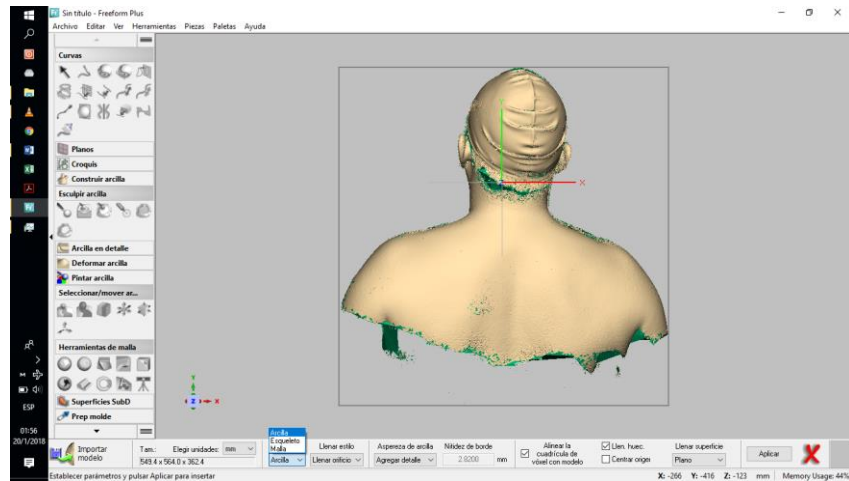 Sin título - Freeform Plus
Archivo Editar Ver Herramientas Piezas Paletas Ayuda
Curvas
Planos
Croquis
Construir arcilla
Esculpir arcilla
Arcilla en detalle
Deformar arcilla
Pintar arcilla
Seleccionar/mover ar...
Herramientas de malla
Superficies SubD
Prep molde
Y
X
Y
Z X
ESP
01:56
20/1/2018
Importar modelo
Tam.: Elegir unidades: mm
549.4 x 564.0 x 362.4
Arcilla
Esqueleto
Malla
Arcilla
Llenar estilo
Llenar orificio
Aspereza de arcilla
Agregar detalle
Nitidez de borde
2.8200 mm
Alinear la cuadrícula de vóxel con modelo
Llen. huec.
Centrar origen
Llenar superficie
Plano
Aplicar
Establecer parámetros y pulsar Aplicar para insertar
X: -266 Y: -416 Z: -123 mm Memory Usage: 44%